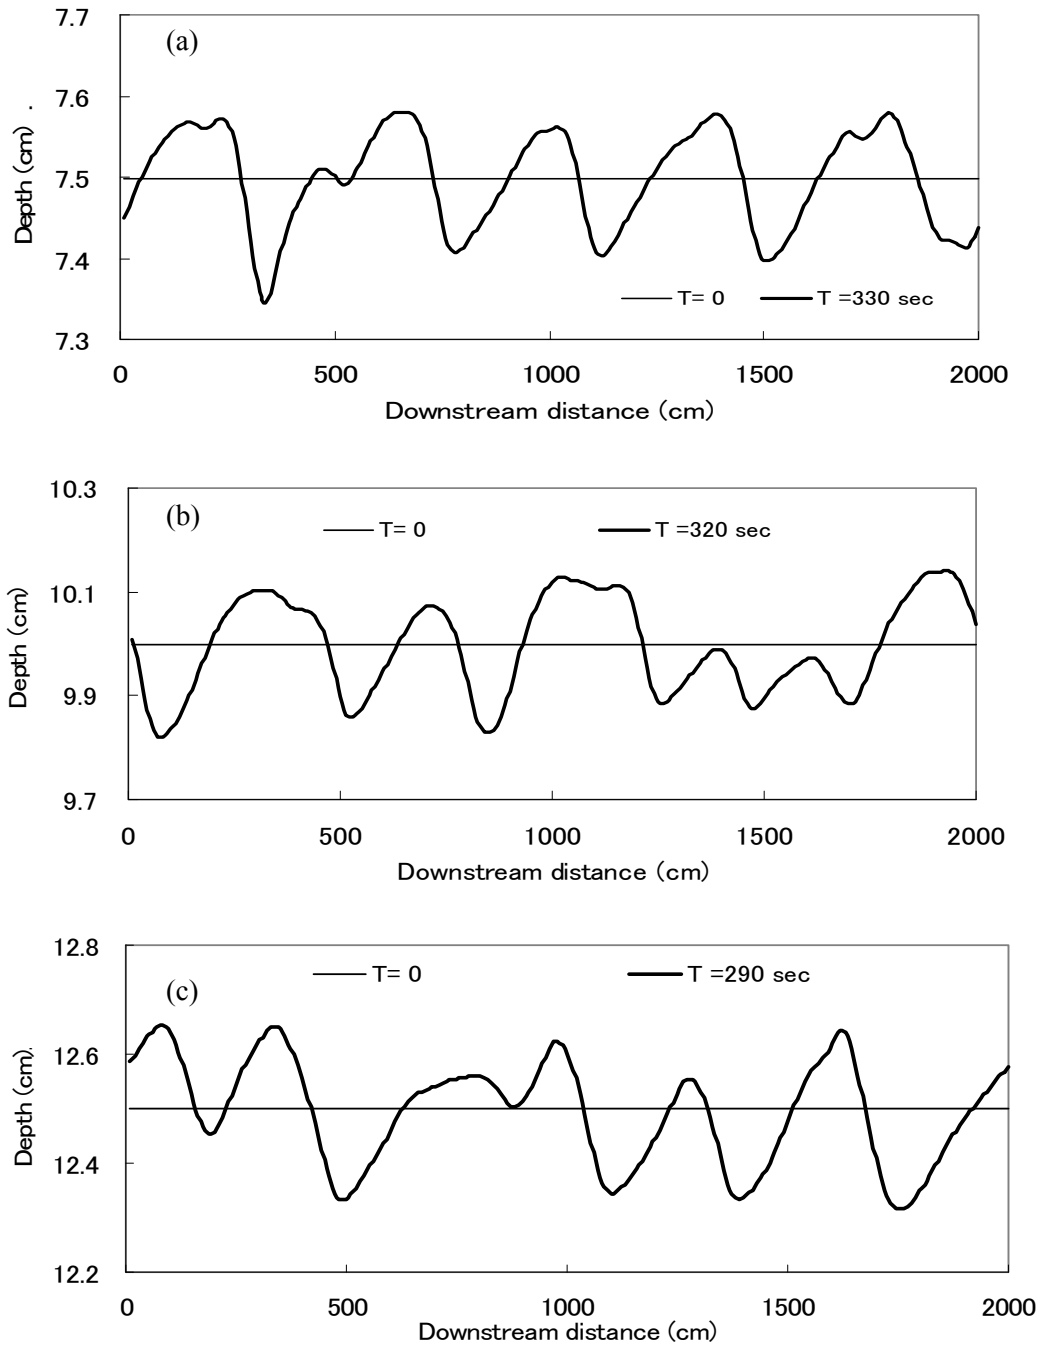 7.7
(a)
7.6
7.5
7.4
7.3
Depth (cm) .
T= 0 T =330 sec
0 500 1000 1500 2000
Downstream distance (cm)
10.3
(b)
T= 0 T =320 sec
10.1
9.9
9.7
Depth (cm)
0 500 1000 1500 2000
Downstream distance (cm)
12.8
T= 0 T =290 sec
(c)
12.6
12.4
12.2
Depth (cm).
0 500 1000 1500 2000
Downstream distance (cm)